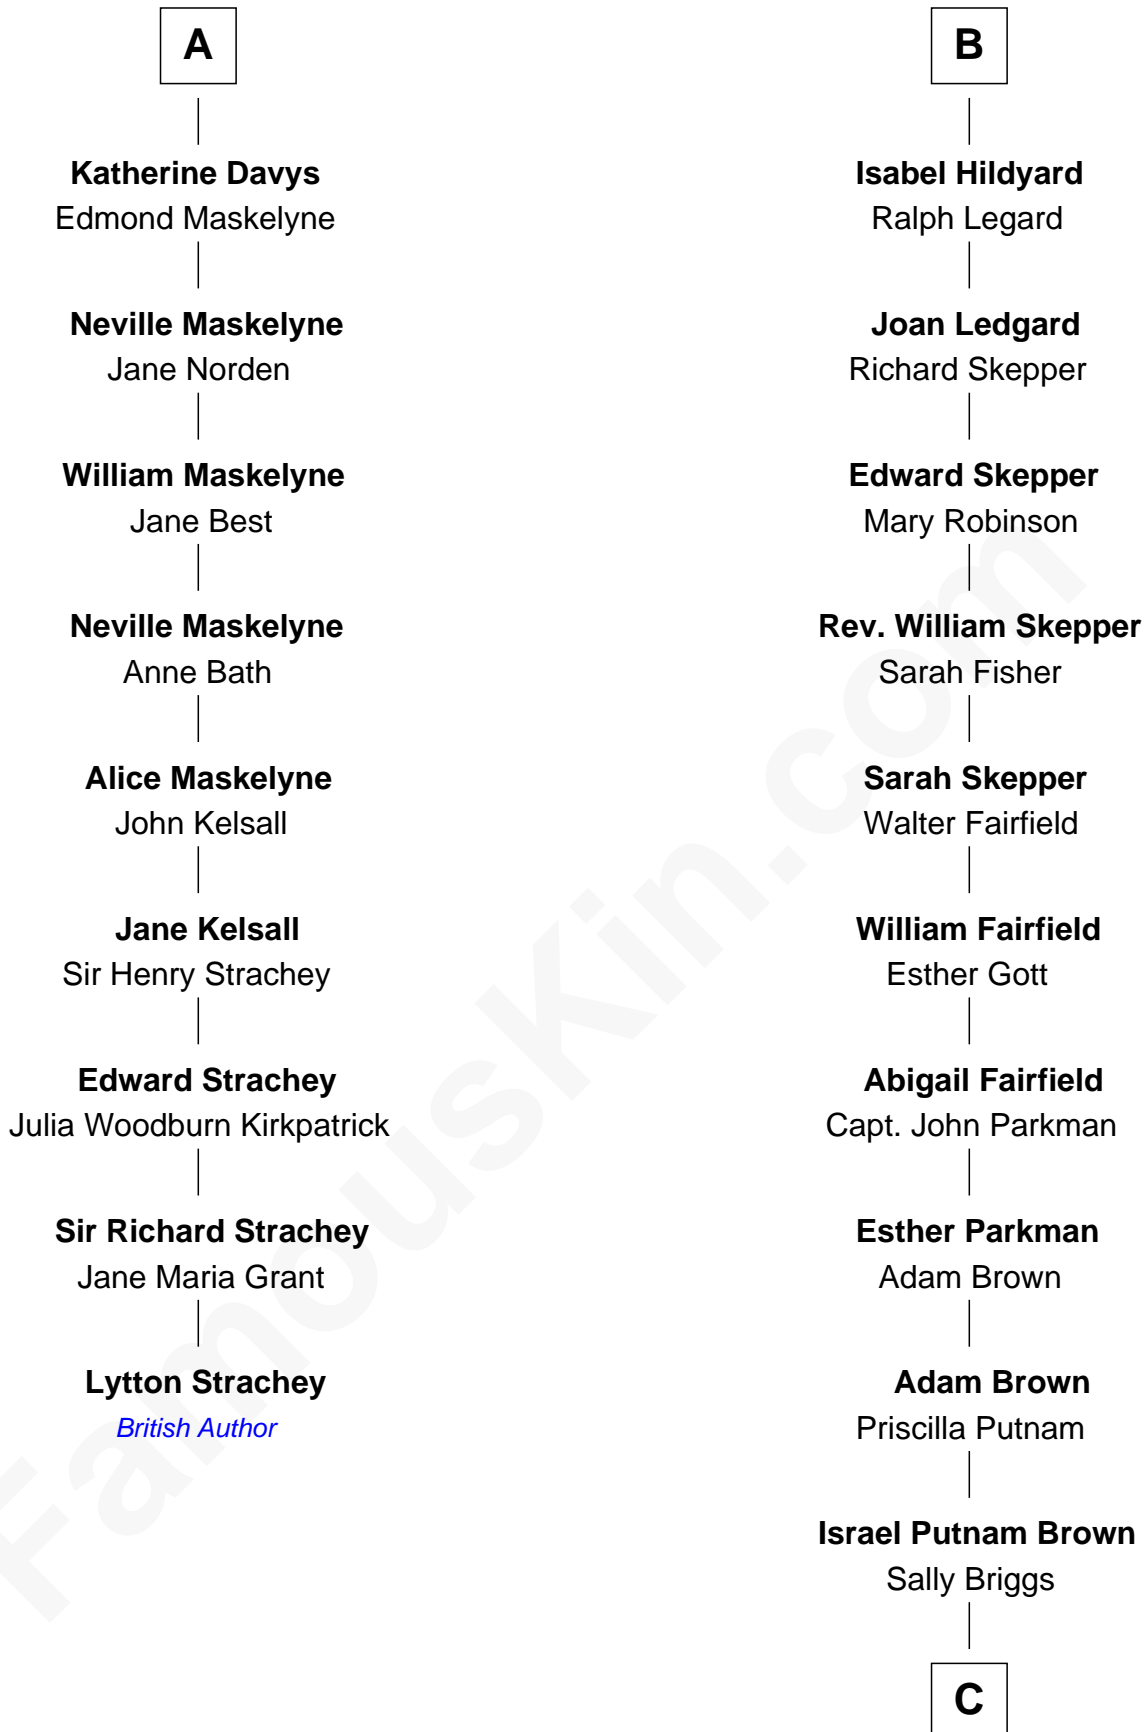 A
Katherine Davys
Edmond Maskelyne
Neville Maskelyne
Jane Norden
William Maskelyne
Jane Best
Neville Maskelyne
Anne Bath
Alice Maskelyne
John Kelsall
Jane Kelsall
Sir Henry Strachey
Edward Strachey
Julia Woodburn Kirkpatrick
Sir Richard Strachey
Jane Maria Grant
Lytton Strachey
British Author
B
Isabel Hildyard
Ralph Legard
Joan Ledgard
Richard Skepper
Edward Skepper
Mary Robinson
Rev. William Skepper
Sarah Fisher
Sarah Skepper
Walter Fairfield
William Fairfield
Esther Gott
Abigail Fairfield
Capt. John Parkman
Esther Parkman
Adam Brown
Adam Brown
Priscilla Putnam
Israel Putnam Brown
Sally Briggs
C
FamousKin.com